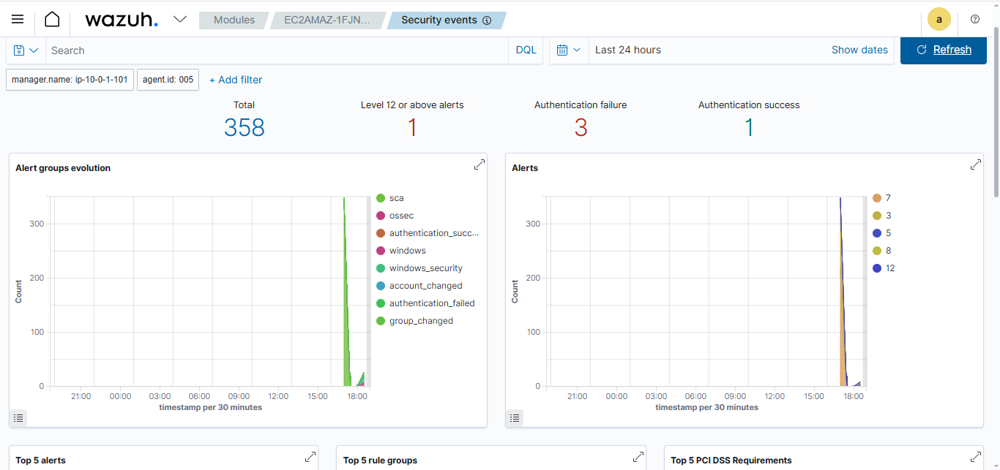 wazuh.
Modules
EC2AMAZ-1FJN...
Security events
a
Search
DQL
Last 24 hours
Show dates
Refresh
manager.name: ip-10-0-1-101
agent.id: 005
+ Add filter
Total
358
Level 12 or above alerts
1
Authentication failure
3
Authentication success
1
Alert groups evolution
Count
300
200
100
0
21:00
00:00
03:00
06:00
09:00
12:00
15:00
18:00
timestamp per 30 minutes
sca
ossec
authentication_succ...
windows
windows_security
account_changed
authentication_failed
group_changed
Alerts
Count
300
200
100
0
21:00
00:00
03:00
06:00
09:00
12:00
15:00
18:00
timestamp per 30 minutes
7
3
5
8
12
Top 5 alerts
Top 5 rule groups
Top 5 PCI DSS Requirements